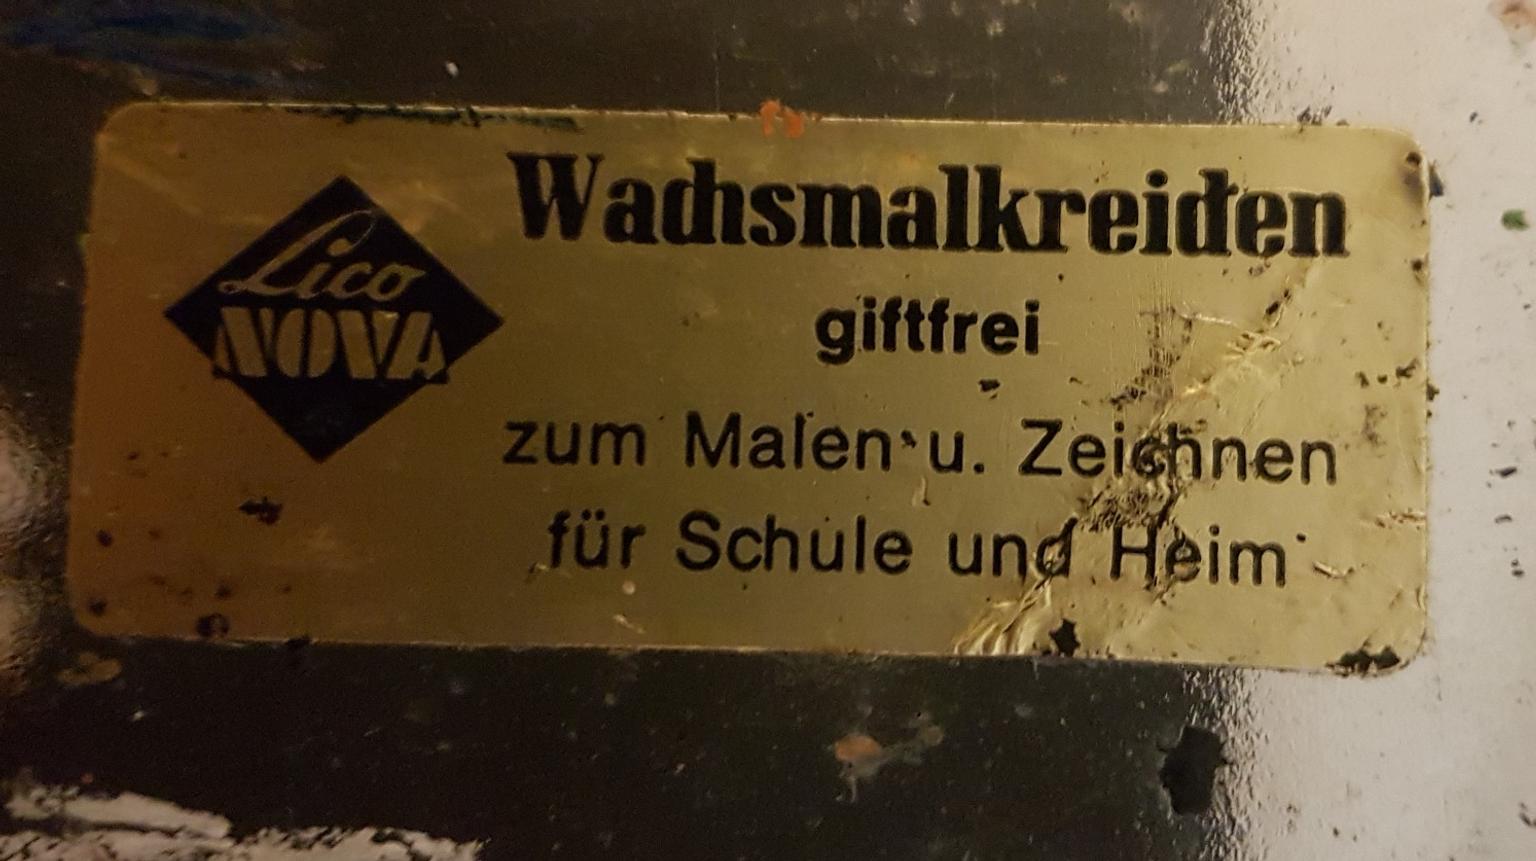 Lico
NOVA
Wachsmalkreiden
giftfrei
zum Malen u. Zeichnen
für Schule und Heim